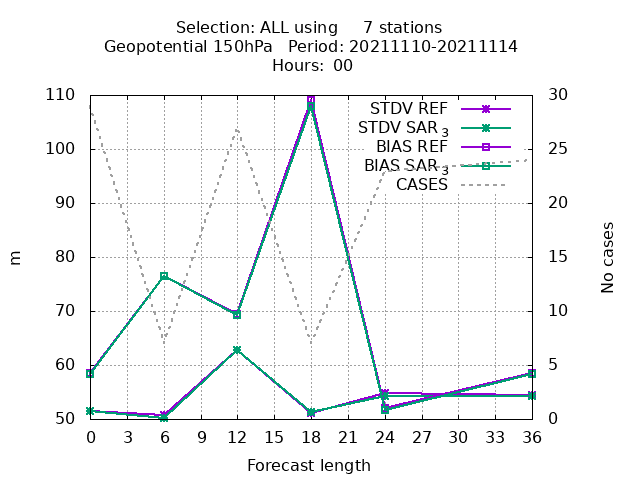 Selection: ALL using     7 stations
Geopotential 150hPa   Period: 20211110-20211114
Hours:  00
110
100
90
80
70
60
50
m
30
25
20
15
10
5
0
No cases
STDV REF
STDV SAR 3
BIAS REF
BIAS SAR 3
CASES
0 3 6 9 12 15 18 21 24 27 30 33 36
Forecast length